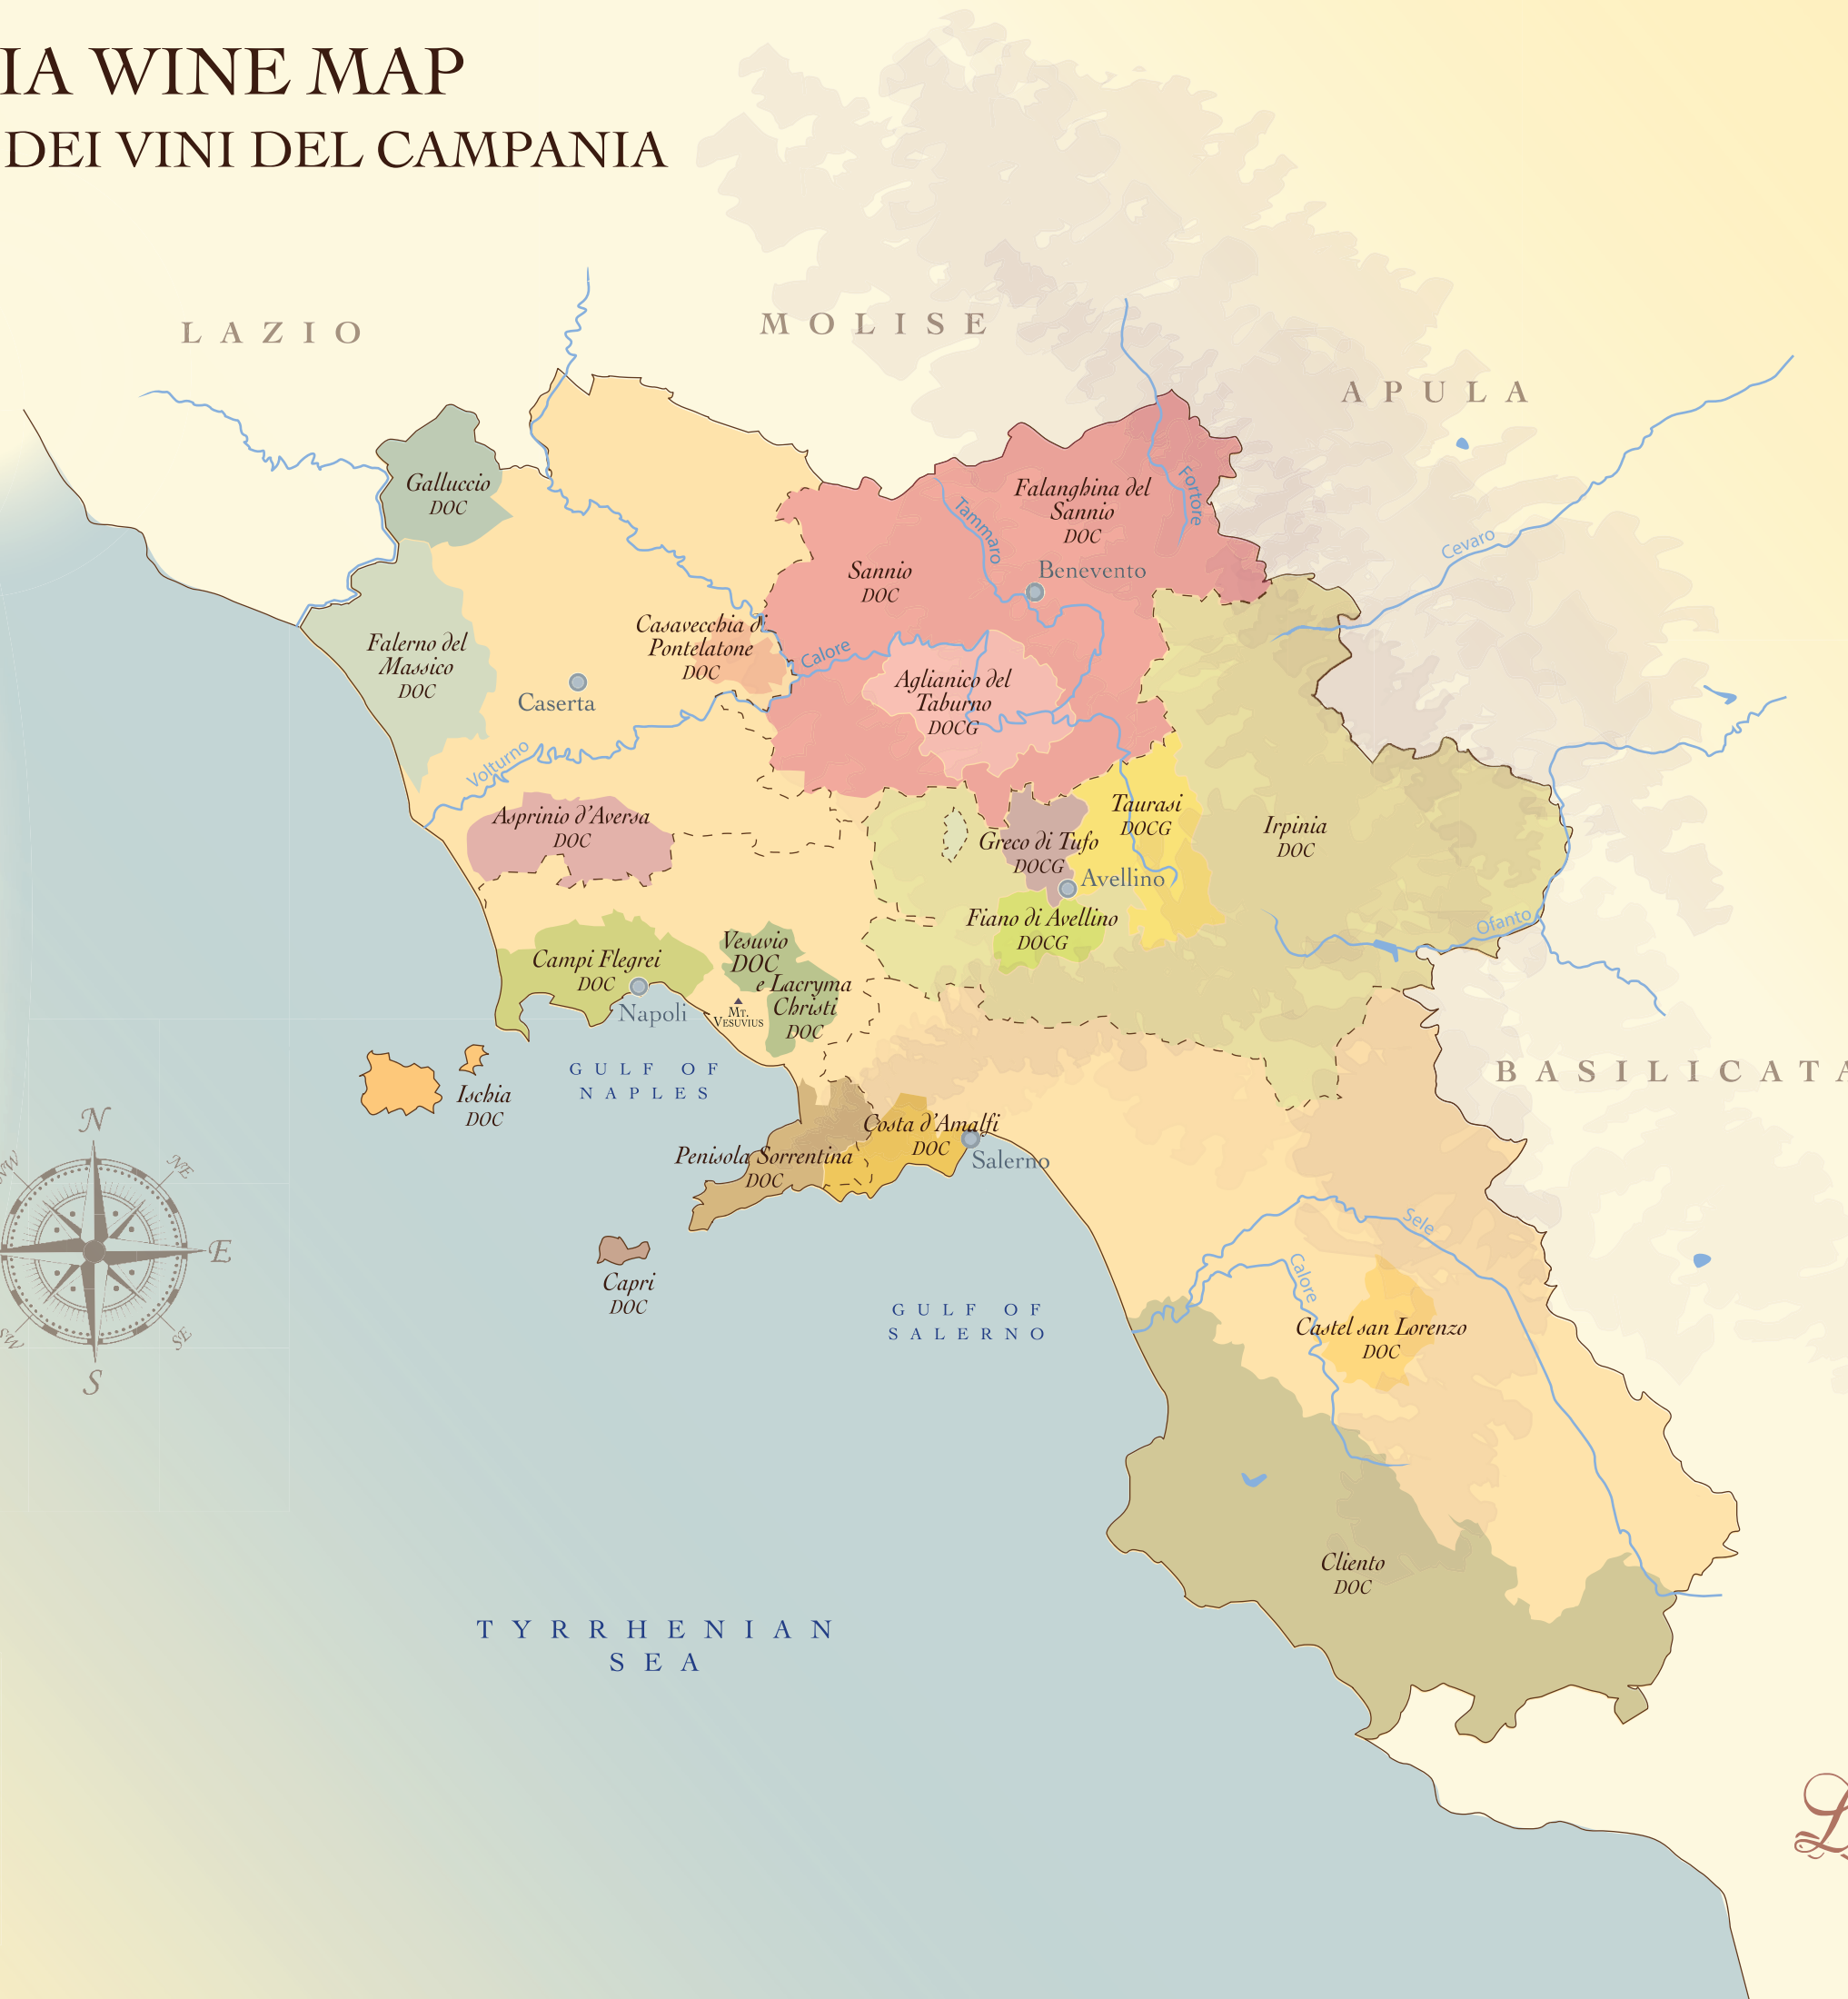 IA WINE MAP
DEI VINI DEL CAMPANIA
LAZIO
MOLISE
APULA
Galluccio
DOC
Falanghina del
Sannio
DOC
Fortore
Tammaro
Cevaro
Sannio
DOC
Benevento
Falerno del
Massico
DOC
Casavecchia di
Pontelatone
DOC
Calore
Caserta
Aglianico del
Taburno
DOCG
Volturno
Asprinio d'Aversa
DOC
Taurasi
DOCG
Greco di Tufo
DOCG
Irpinia
DOC
Avellino
Fiano di Avellino
DOCG
Ofanto
Campi Flegrei
DOC
Vesuvio
DOC
e Lacryma
Christi
DOC
Napoli
MT.
VESUVIUS
GULF OF
NAPLES
BASILICATA
Ischia
DOC
Costa d'Amalfi
DOC
Penisola Sorrentina
DOC
Salerno
N
NW
NE
E
SW
SE
S
Capri
DOC
Sele
Calore
GULF OF
SALERNO
Castel san Lorenzo
DOC
Cliento
DOC
TYRRHENIAN
SEA